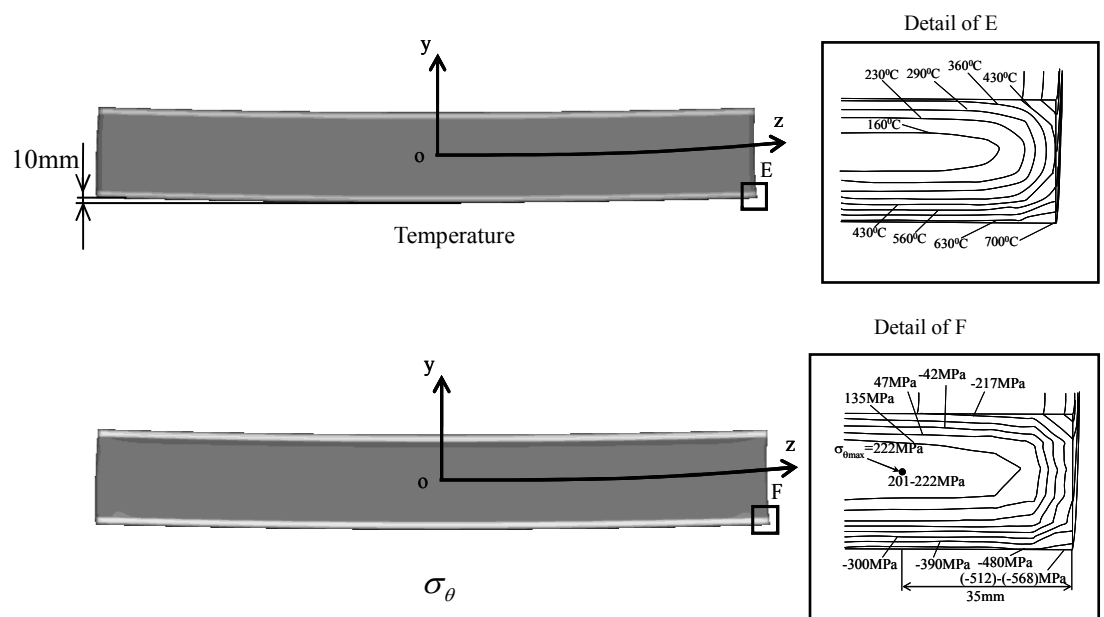 Detail of E
y
z
o
10mm
E
Temperature
230⁰C 290⁰C 360⁰C 430⁰C
160⁰C
430⁰C 560⁰C 630⁰C 700⁰C
Detail of F
y
z
o
F
σθ
-42MPa
47MPa -217MPa
135MPa
σθmax=222MPa
201-222MPa
-300MPa -390MPa -480MPa
(-512)-(-568)MPa
35mm